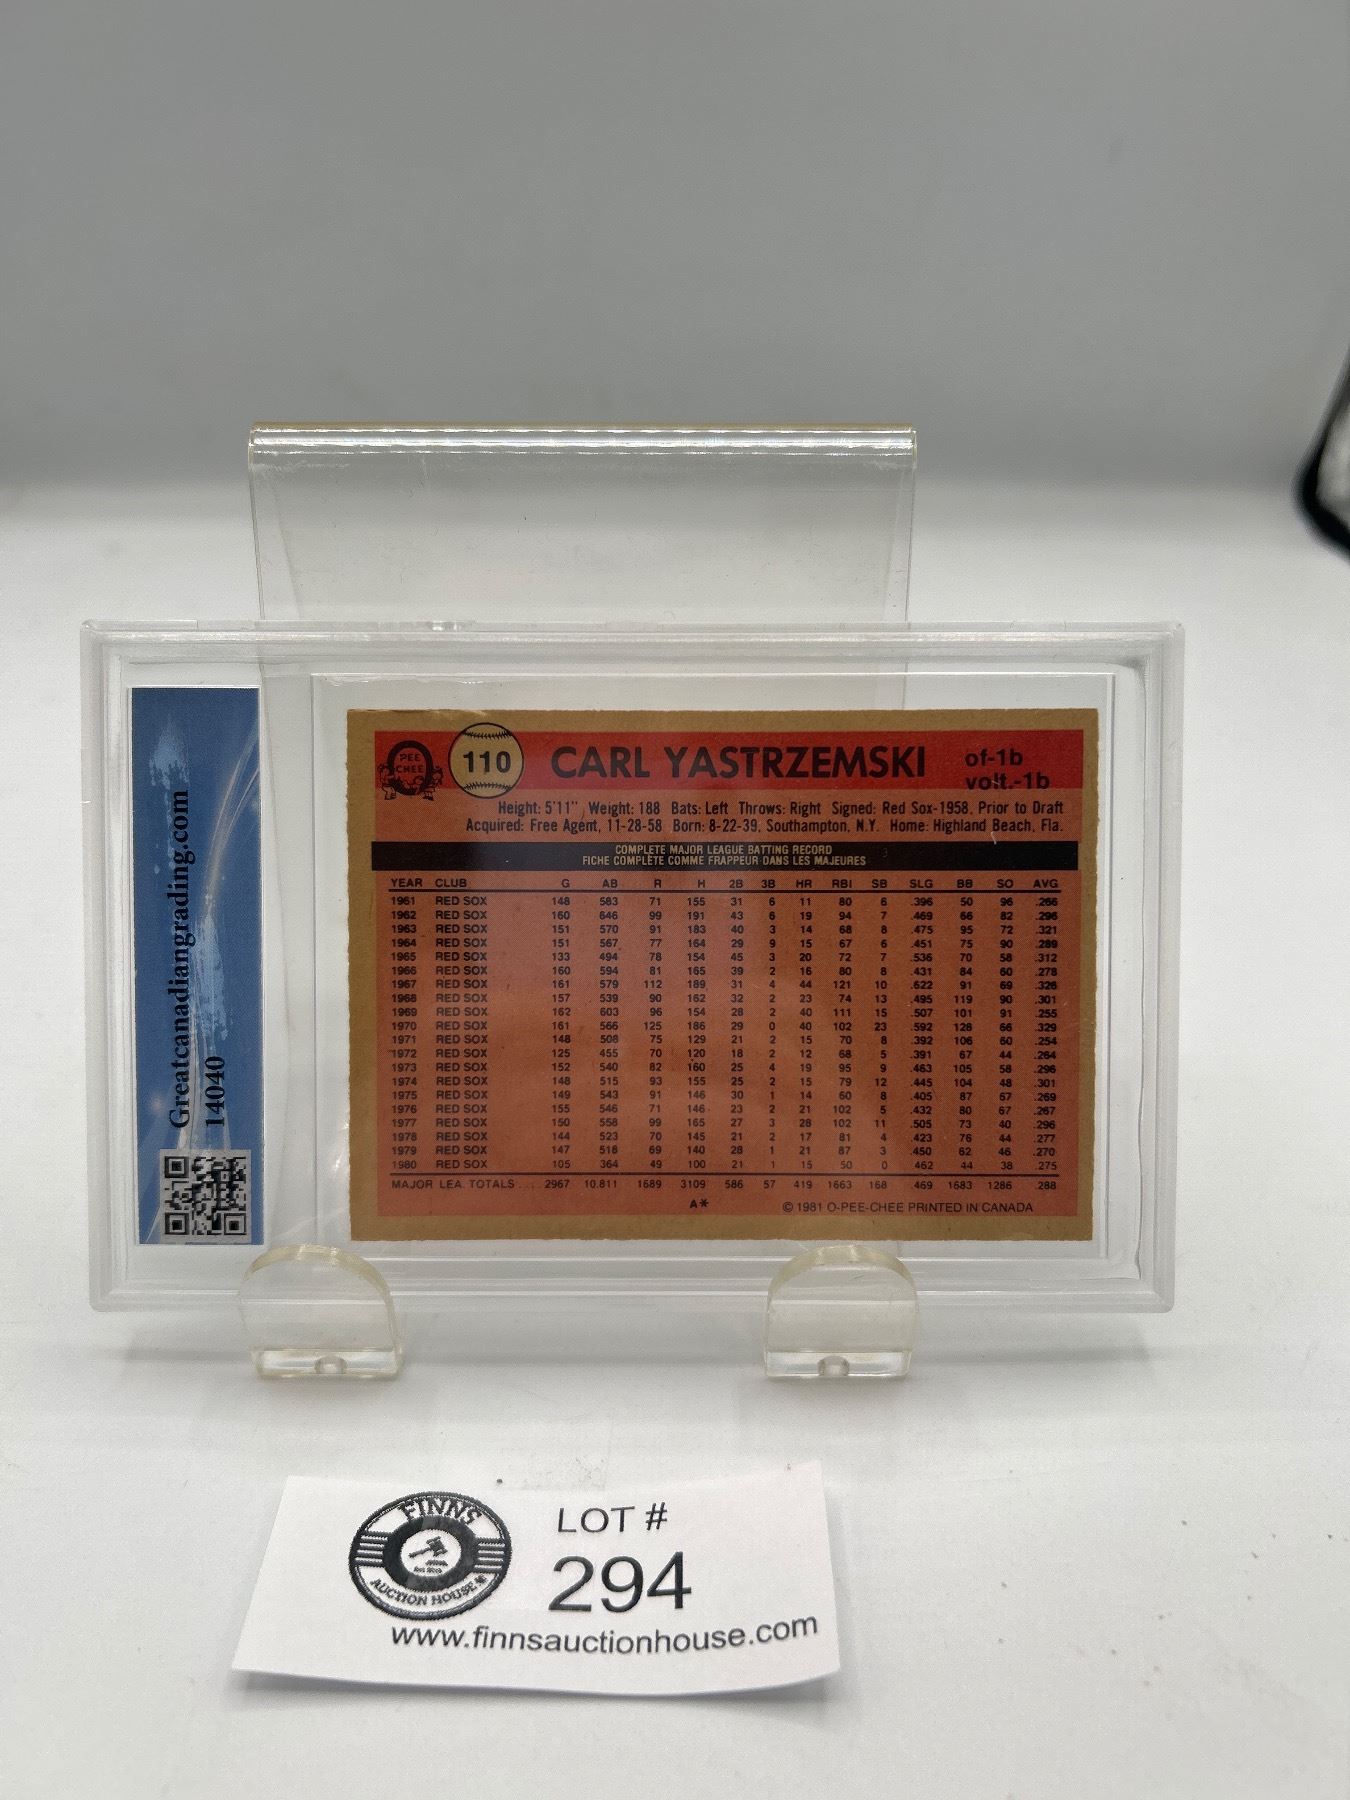 Greatcanadiangrading.com
14040
O PEE CHEE
110
CARL YASTRZEMSKI
of-1b
volt.-1b
Height: 5'11" Weight: 188 Bats: Left Throws: Right Signed: Red Sox-1958, Prior to Draft
Acquired: Free Agent, 11-28-58 Born: 8-22-39, Southampton, N.Y. Home: Highland Beach, Fla.
COMPLETE MAJOR LEAGUE BATTING RECORD
FICHE COMPLÈTE COMME FRAPPEUR DANS LES MAJEURES
YEAR CLUB G AB R H 2B 3B HR RBI SB SLG BB SO AVG
1961 RED SOX 148 583 71 155 31 6 11 80 6 .396 50 96 .266
1962 RED SOX 160 646 99 191 43 6 19 94 7 .469 66 82 .296
1963 RED SOX 151 570 91 183 40 3 14 68 8 .475 95 72 .321
1964 RED SOX 151 567 77 164 29 9 15 67 6 .451 75 90 .289
1965 RED SOX 133 494 78 154 45 3 20 72 7 .536 70 58 .312
1966 RED SOX 160 594 81 165 39 2 16 80 8 .431 84 60 .278
1967 RED SOX 161 579 112 189 31 4 44 121 10 .622 91 69 .326
1968 RED SOX 157 539 90 162 32 2 23 74 13 .495 119 90 .301
1969 RED SOX 162 603 96 154 28 2 40 111 15 .507 101 91 .255
1970 RED SOX 161 566 125 186 29 0 40 102 23 .592 128 66 .329
1971 RED SOX 148 508 75 129 21 2 15 70 8 .392 106 60 .254
1972 RED SOX 125 455 70 120 18 2 12 68 5 .391 67 44 .264
1973 RED SOX 152 540 82 160 25 4 19 95 9 .463 105 58 .296
1974 RED SOX 148 515 93 155 25 2 15 79 12 .445 104 48 .301
1975 RED SOX 149 543 91 146 30 1 14 60 8 .405 87 67 .269
1976 RED SOX 155 546 71 146 23 2 21 102 5 .432 80 67 .267
1977 RED SOX 150 558 99 165 27 3 28 102 11 .505 73 40 .296
1978 RED SOX 144 523 70 145 21 2 17 81 4 .423 76 44 .277
1979 RED SOX 147 518 69 140 28 1 21 87 3 .450 62 46 .270
1980 RED SOX 105 364 49 100 21 1 15 50 0 .462 44 38 .275
MAJOR LEA. TOTALS .... 2967 10.811 1689 3109 586 57 419 1663 168 .469 1683 1286 .288
A*
© 1981 O-PEE-CHEE PRINTED IN CANADA
FINNS
AUCTION HOUSE
LOT #
294
www.finnsauctionhouse.com